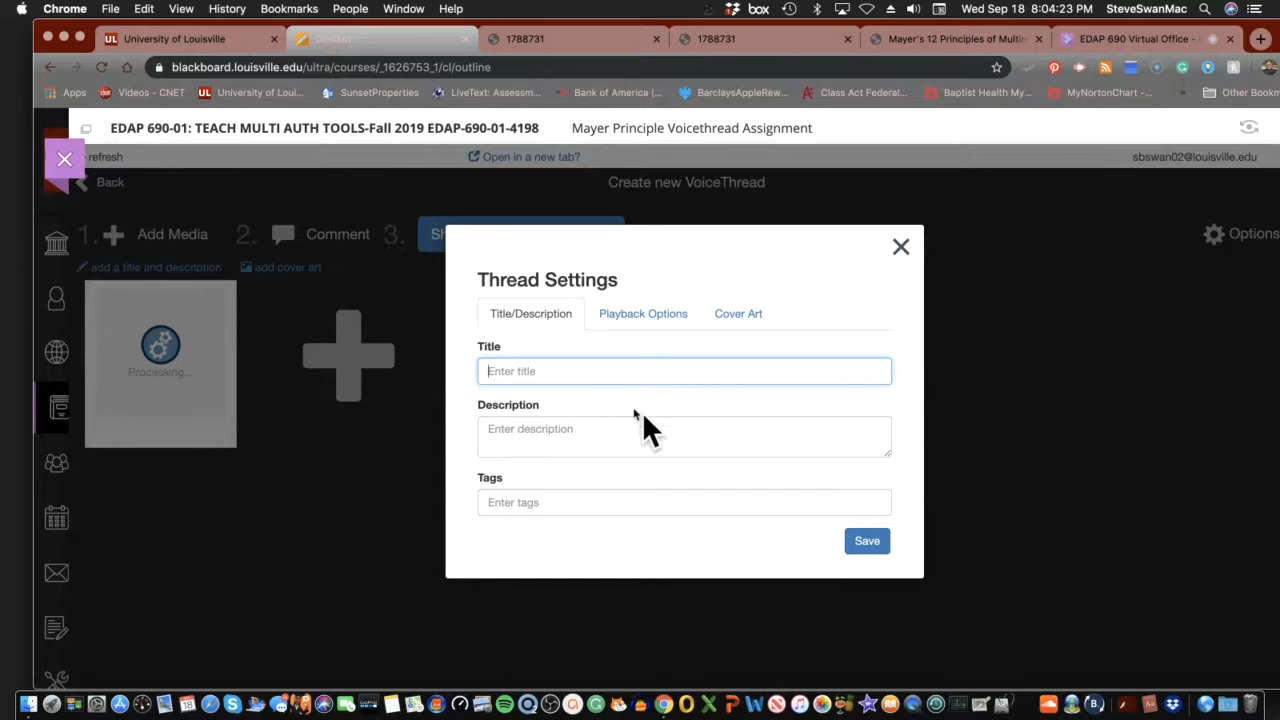 Chrome File Edit View History Bookmarks People Window Help box Wed Sep 18 8:04:23 PM SteveSwanMac
UL University of Louisville Content 1788731 1788731 Mayer's 12 Principles of Multim EDAP 690 Virtual Office -
blackboard.louisville.edu/ultra/courses/_1626753_1/cl/outline
Apps Videos - CNET UL University of Loui... SunsetProperties LiveText: Assessm... Bank of America |... BarclaysAppleRew... Class Act Federal... Baptist Health My... MyNortonChart -... » Other Bookm
EDAP 690-01: TEACH MULTI AUTH TOOLS-Fall 2019 EDAP-690-01-4198 Mayer Principle Voicethread Assignment
refresh Open in a new tab? sbswan02@louisville.edu
Back Create new VoiceThread
1. Add Media 2. Comment 3. Sh Options
add a title and description add cover art
Processing...
Thread Settings
Title/Description Playback Options Cover Art
Title
Enter title
Description
Enter description
Tags
Enter tags
Save